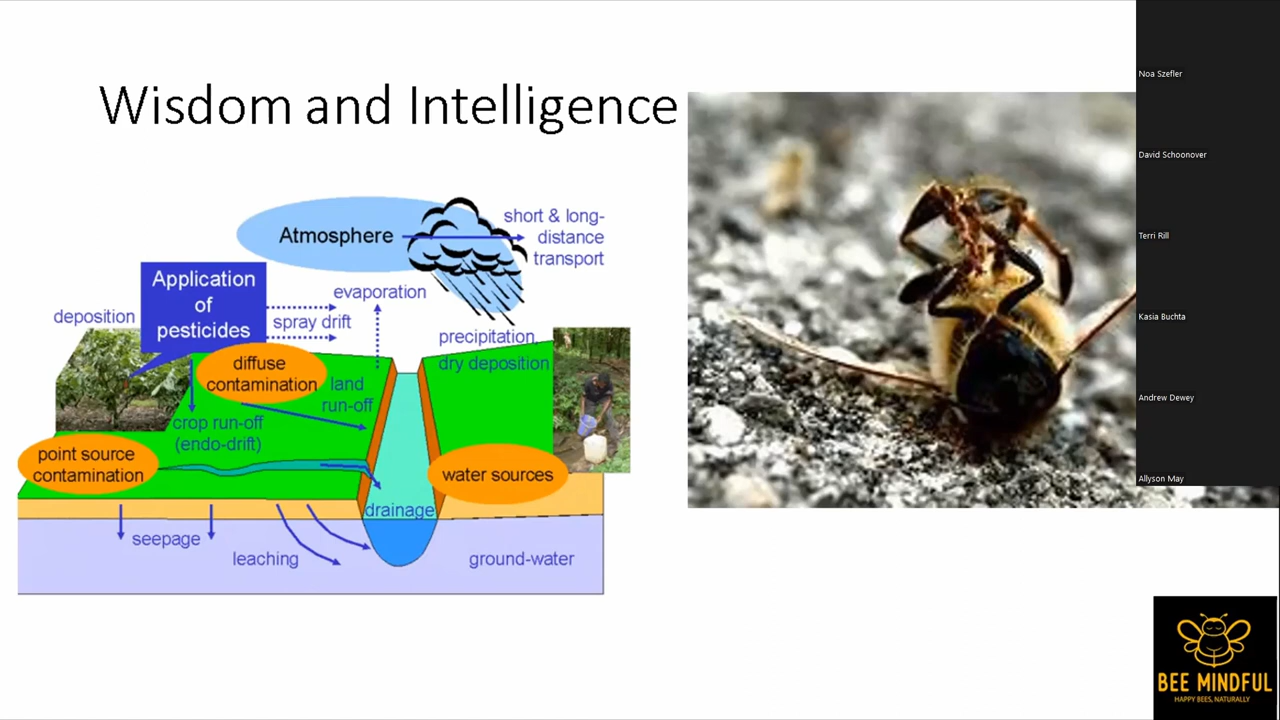 Wisdom and Intelligence
Atmosphere
short & long-
distance
transport
Application
of
pesticides
deposition
evaporation
spray drift
precipitation,
dry deposition
diffuse
contamination
land
run-off
crop run-off
(endo-drift)
point source
contamination
water sources
drainage
seepage
leaching
ground-water
Noa Szefler
David Schoonover
Terri Rill
Kasia Buchta
Andrew Dewey
Allyson May
BEE MINDFUL
HAPPY BEES, NATURALLY